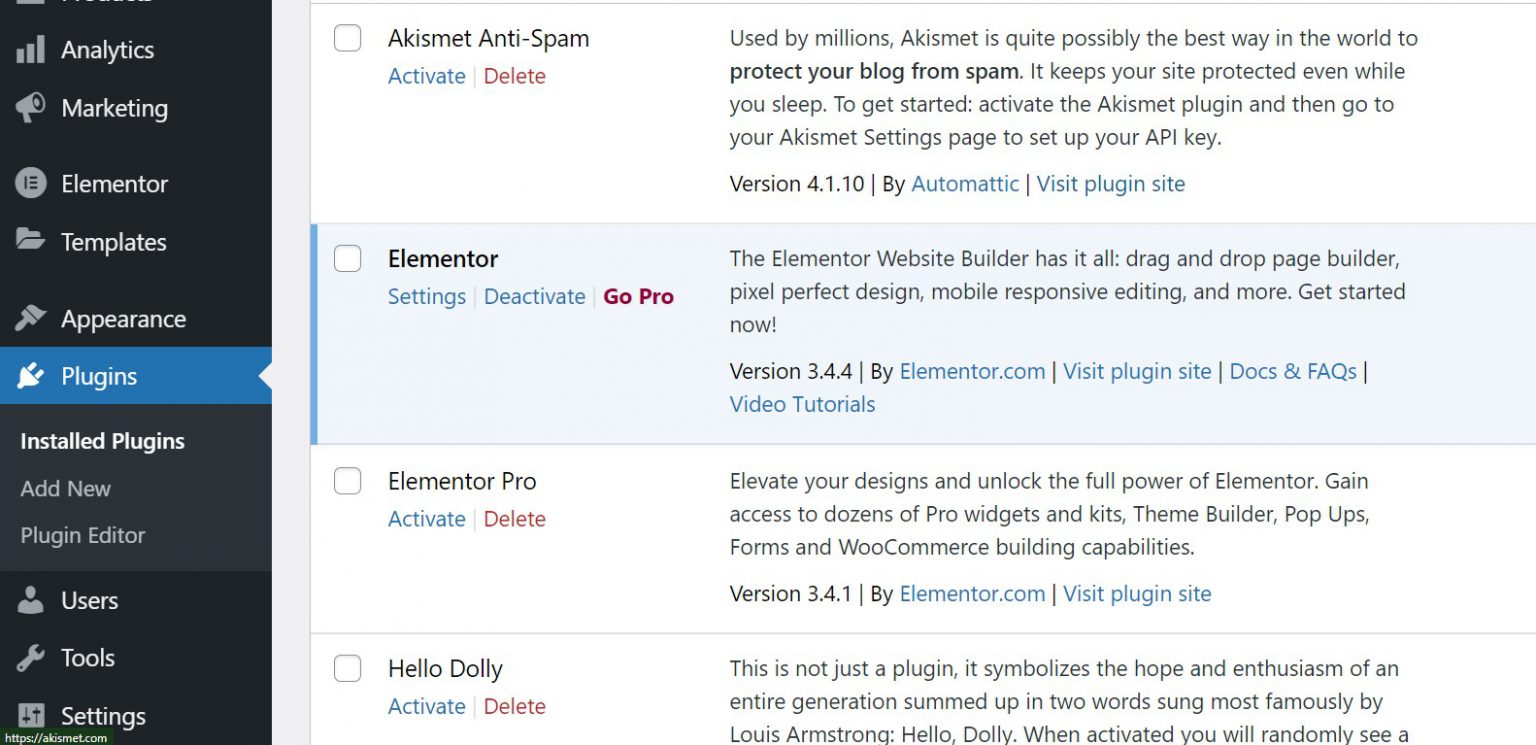 Products
Analytics
Marketing
Elementor
Templates
Appearance
Plugins
Installed Plugins
Add New
Plugin Editor
Users
Tools
Settings
https://akismet.com
Akismet Anti-Spam
Activate | Delete
Used by millions, Akismet is quite possibly the best way in the world to
protect your blog from spam. It keeps your site protected even while
you sleep. To get started: activate the Akismet plugin and then go to
your Akismet Settings page to set up your API key.
Version 4.1.10 | By Automattic | Visit plugin site
Elementor
Settings | Deactivate | Go Pro
The Elementor Website Builder has it all: drag and drop page builder,
pixel perfect design, mobile responsive editing, and more. Get started
now!
Version 3.4.4 | By Elementor.com | Visit plugin site | Docs & FAQs |
Video Tutorials
Elementor Pro
Activate | Delete
Elevate your designs and unlock the full power of Elementor. Gain
access to dozens of Pro widgets and kits, Theme Builder, Pop Ups,
Forms and WooCommerce building capabilities.
Version 3.4.1 | By Elementor.com | Visit plugin site
Hello Dolly
Activate | Delete
This is not just a plugin, it symbolizes the hope and enthusiasm of an
entire generation summed up in two words sung most famously by
Louis Armstrong: Hello, Dolly. When activated you will randomly see a